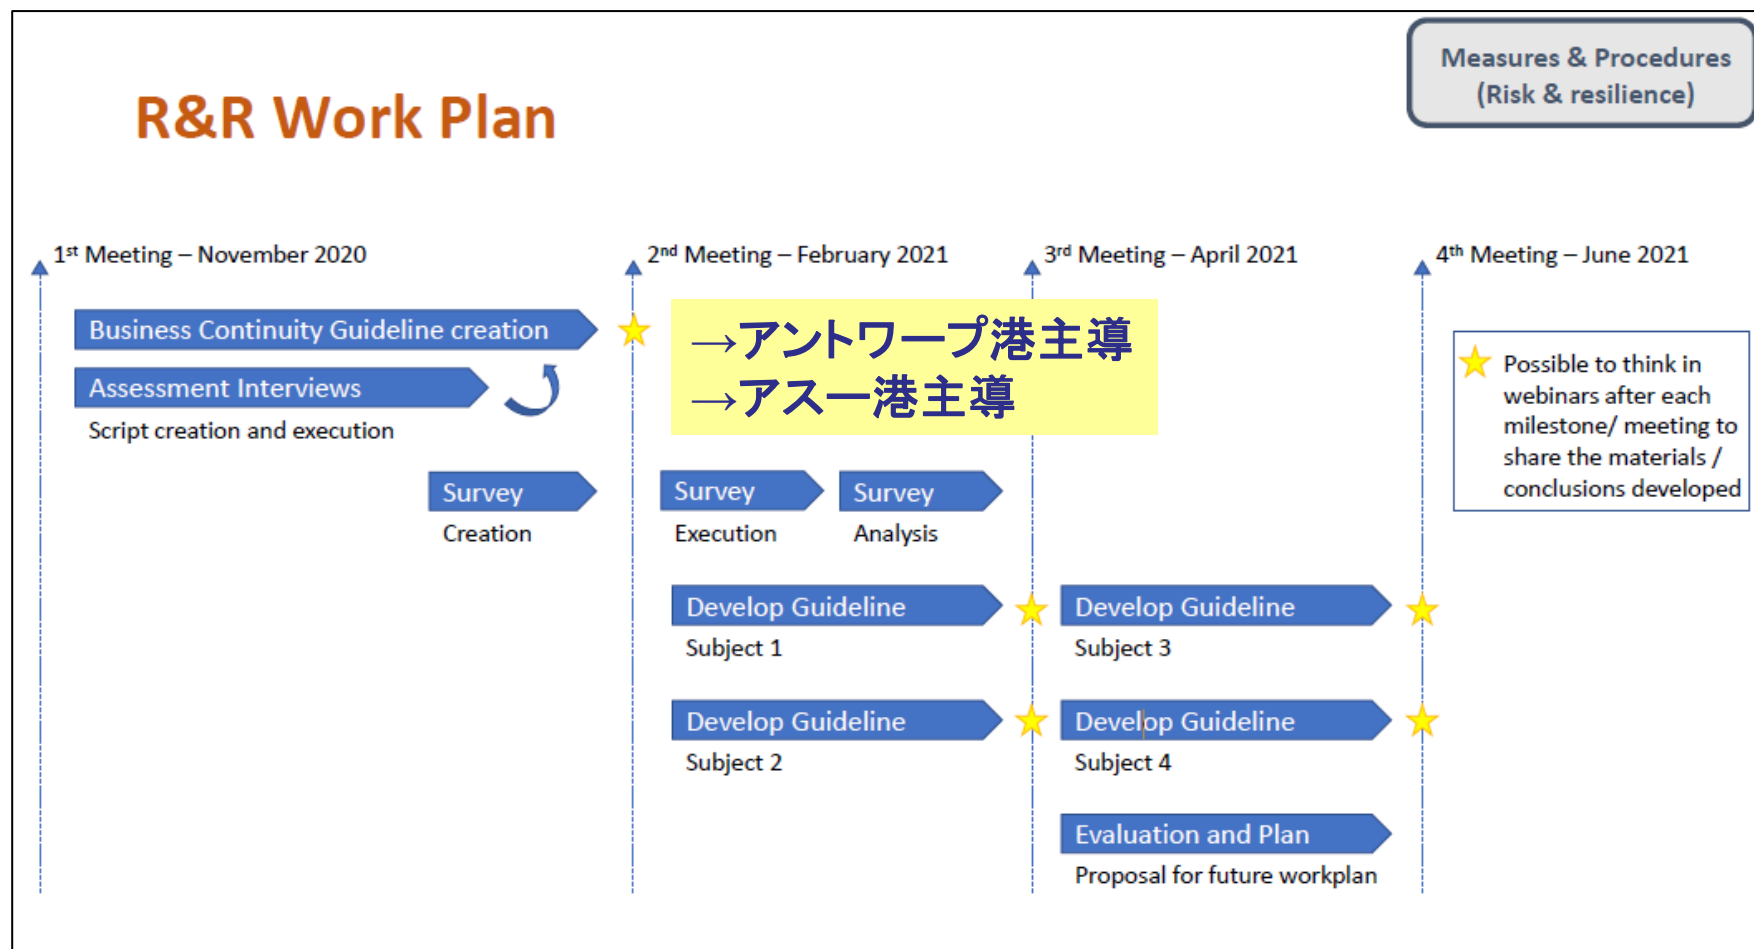 Measures & Procedures
(Risk & resilience)
R&R Work Plan
1st Meeting – November 2020
2nd Meeting – February 2021
3rd Meeting – April 2021
4th Meeting – June 2021
Business Continuity Guideline creation
→アントワープ港主導
Assessment Interviews
→アスー港主導
Script creation and execution
Possible to think in
webinars after each
milestone/ meeting to
share the materials /
conclusions developed
Survey
Creation
Survey
Execution
Survey
Analysis
Develop Guideline
Subject 1
Develop Guideline
Subject 3
Develop Guideline
Subject 2
Develop Guideline
Subject 4
Evaluation and Plan
Proposal for future workplan